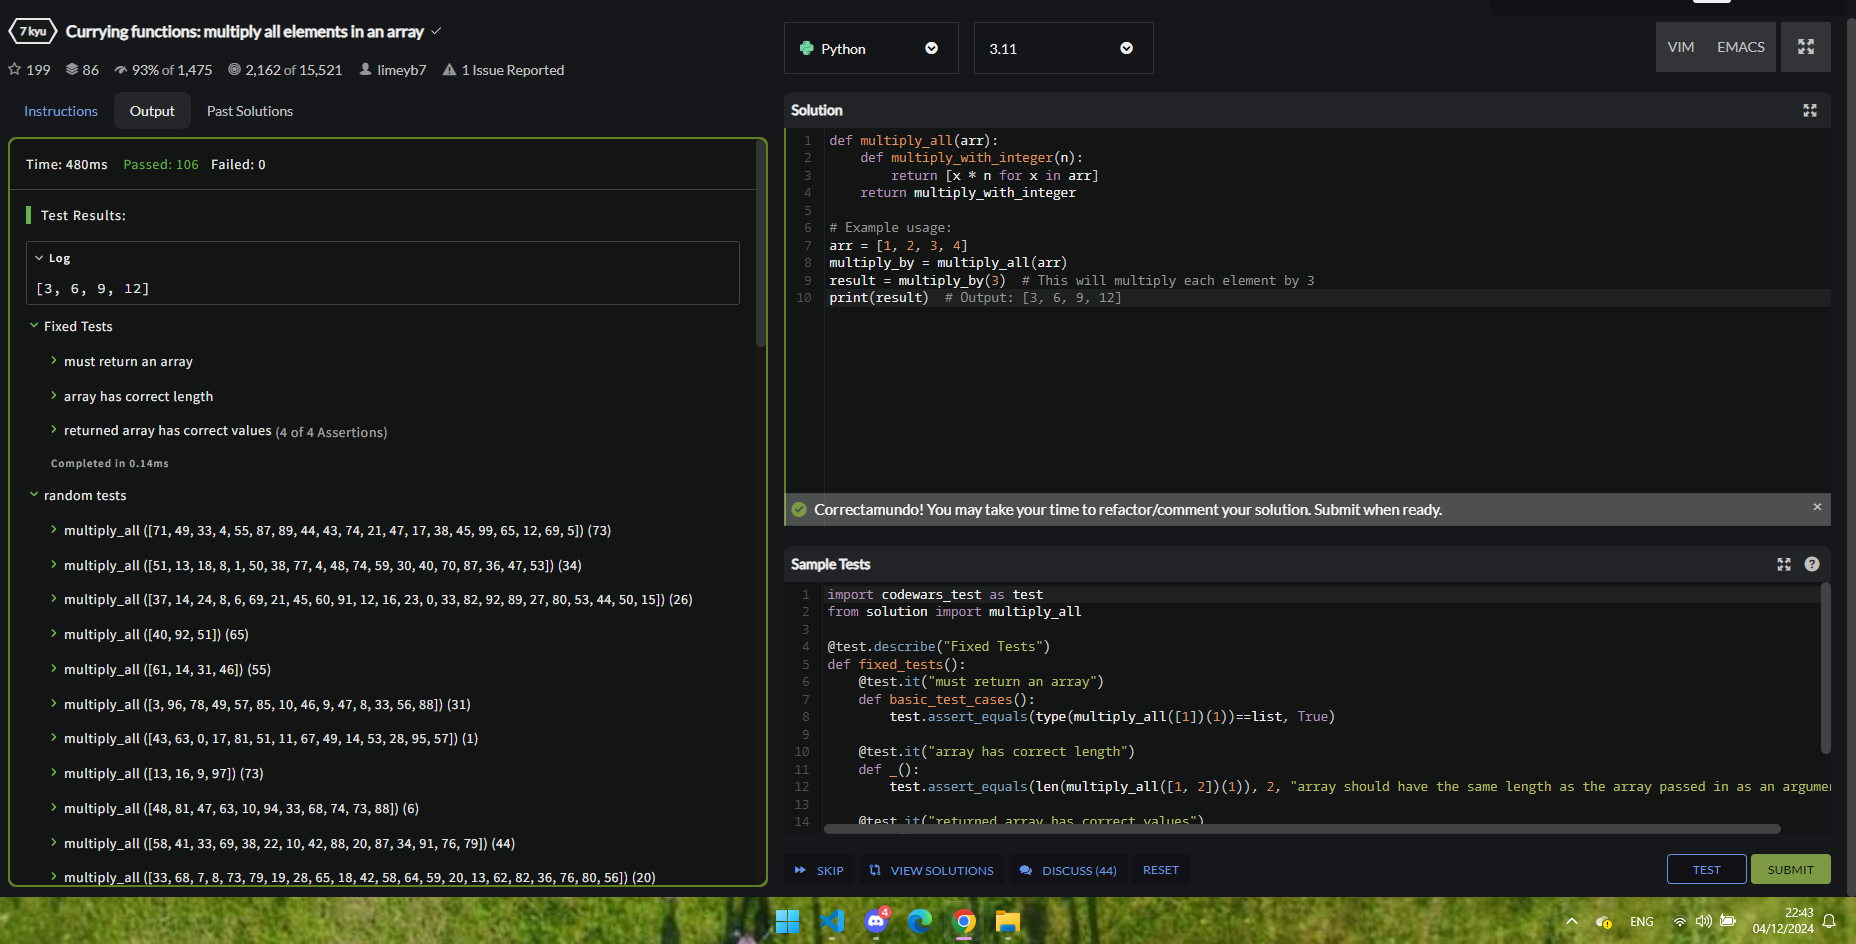 7 kyu Currying functions: multiply all elements in an array
199 86 93% of 1,475 2,162 of 15,521 limeyb7 1 Issue Reported
Instructions Output Past Solutions
Time: 480ms Passed: 106 Failed: 0
Test Results:
Log
[3, 6, 9, 12]
Fixed Tests
must return an array
array has correct length
returned array has correct values (4 of 4 Assertions)
Completed in 0.14ms
random tests
multiply_all ([71, 49, 33, 4, 55, 87, 89, 44, 43, 74, 21, 47, 17, 38, 45, 99, 65, 12, 69, 5]) (73)
multiply_all ([51, 13, 18, 8, 1, 50, 38, 77, 4, 48, 74, 59, 30, 40, 70, 87, 36, 47, 53]) (34)
multiply_all ([37, 14, 24, 8, 6, 69, 21, 45, 60, 91, 12, 16, 23, 0, 33, 82, 92, 89, 27, 80, 53, 44, 50, 15]) (26)
multiply_all ([40, 92, 51]) (65)
multiply_all ([61, 14, 31, 46]) (55)
multiply_all ([3, 96, 78, 49, 57, 85, 10, 46, 9, 47, 8, 33, 56, 88]) (31)
multiply_all ([43, 63, 0, 17, 81, 51, 11, 67, 49, 14, 53, 28, 95, 57]) (1)
multiply_all ([13, 16, 9, 97]) (73)
multiply_all ([48, 81, 47, 63, 10, 94, 33, 68, 74, 73, 88]) (6)
multiply_all ([58, 41, 33, 69, 38, 22, 10, 42, 88, 20, 87, 34, 91, 76, 79]) (44)
multiply_all ([33, 68, 7, 8, 73, 79, 19, 28, 65, 18, 42, 58, 64, 59, 20, 13, 62, 82, 36, 76, 80, 56]) (20)
Python 3.11 VIM EMACS
Solution
1 def multiply_all(arr):
2     def multiply_with_integer(n):
3         return [x * n for x in arr]
4     return multiply_with_integer
5
6 # Example usage:
7 arr = [1, 2, 3, 4]
8 multiply_by = multiply_all(arr)
9 result = multiply_by(3)  # This will multiply each element by 3
10 print(result)  # Output: [3, 6, 9, 12]
Correctamundo! You may take your time to refactor/comment your solution. Submit when ready. ×
Sample Tests ?
1 import codewars_test as test
2 from solution import multiply_all
3
4 @test.describe("Fixed Tests")
5 def fixed_tests():
6     @test.it("must return an array")
7     def basic_test_cases():
8         test.assert_equals(type(multiply_all([1])(1))==list, True)
9
10     @test.it("array has correct length")
11     def _():
12         test.assert_equals(len(multiply_all([1, 2])(1)), 2, "array should have the same length as the array passed in as an argumen
13
14     @test.it("returned array has correct values")
SKIP VIEW SOLUTIONS DISCUSS (44) RESET TEST SUBMIT
4
ENG
22:43
04/12/2024